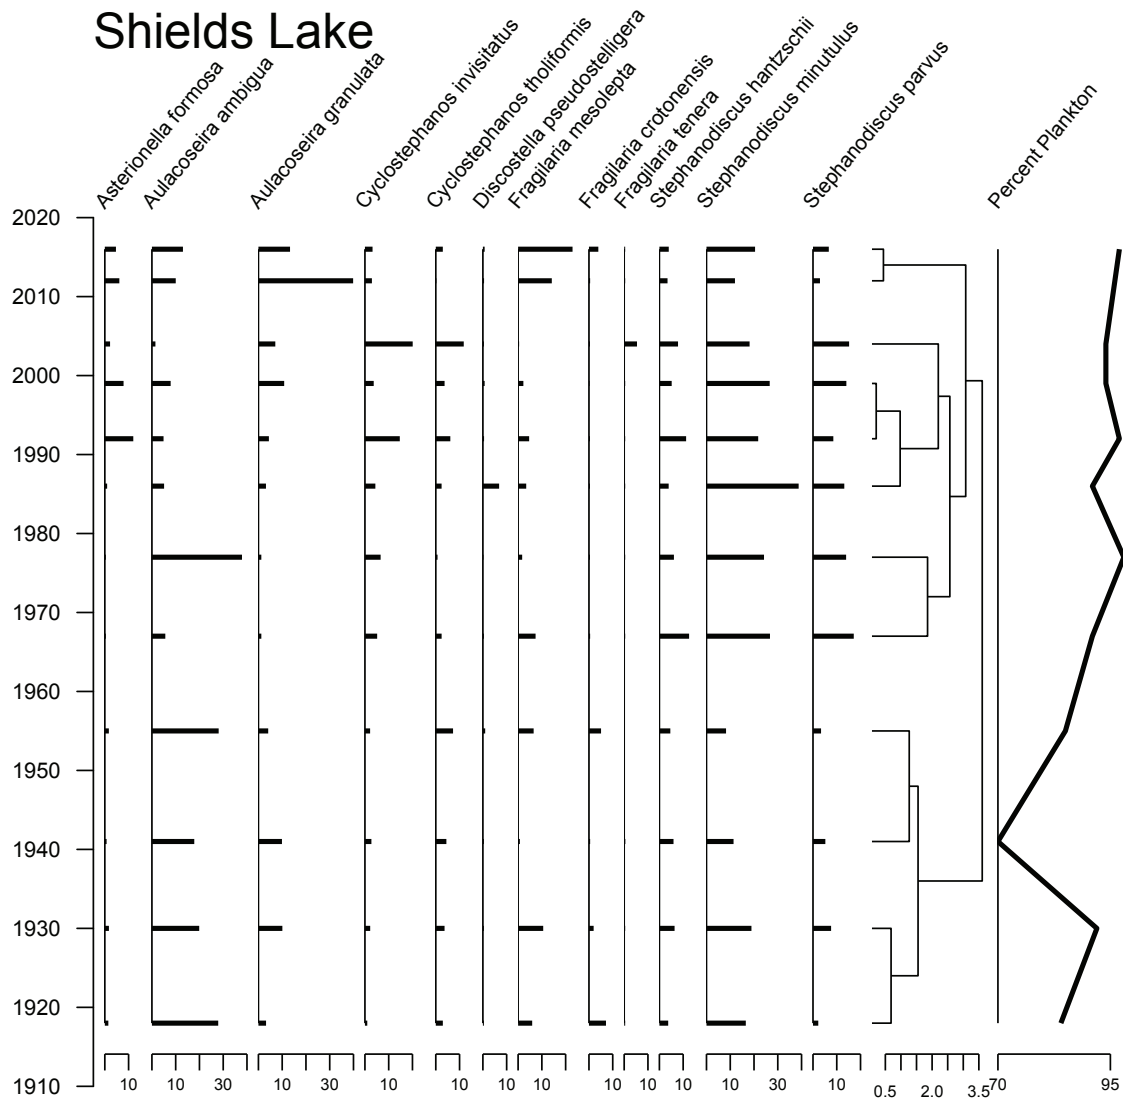 Shields Lake
Asterionella formosa
Aulacoseira ambigua
Aulacoseira granulata
Cyclostephanos invisitatus
Cyclostephanos tholiformis
Discostella pseudostelligera
Fragilaria mesolepta
Fragilaria crotonensis
Fragilaria tenera
Stephanodiscus hantzschii
Stephanodiscus minutulus
Stephanodiscus parvus
Percent Plankton
2020
2010
2000
1990
1980
1970
1960
1950
1940
1930
1920
1910
10 10 30 10 30 10 10 10 10 10 10 10 10 30 10 0.5 2.0 3.5 70 95